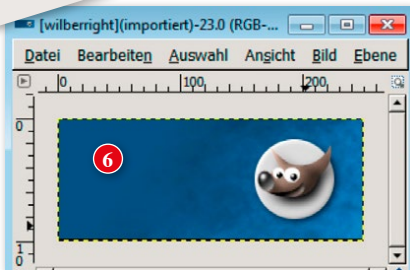 [wilberright](importiert)-23.0 (RGB-...
Datei Bearbeiten Auswahl Ansicht Bild Ebene
0 100 200
0
6
1
0